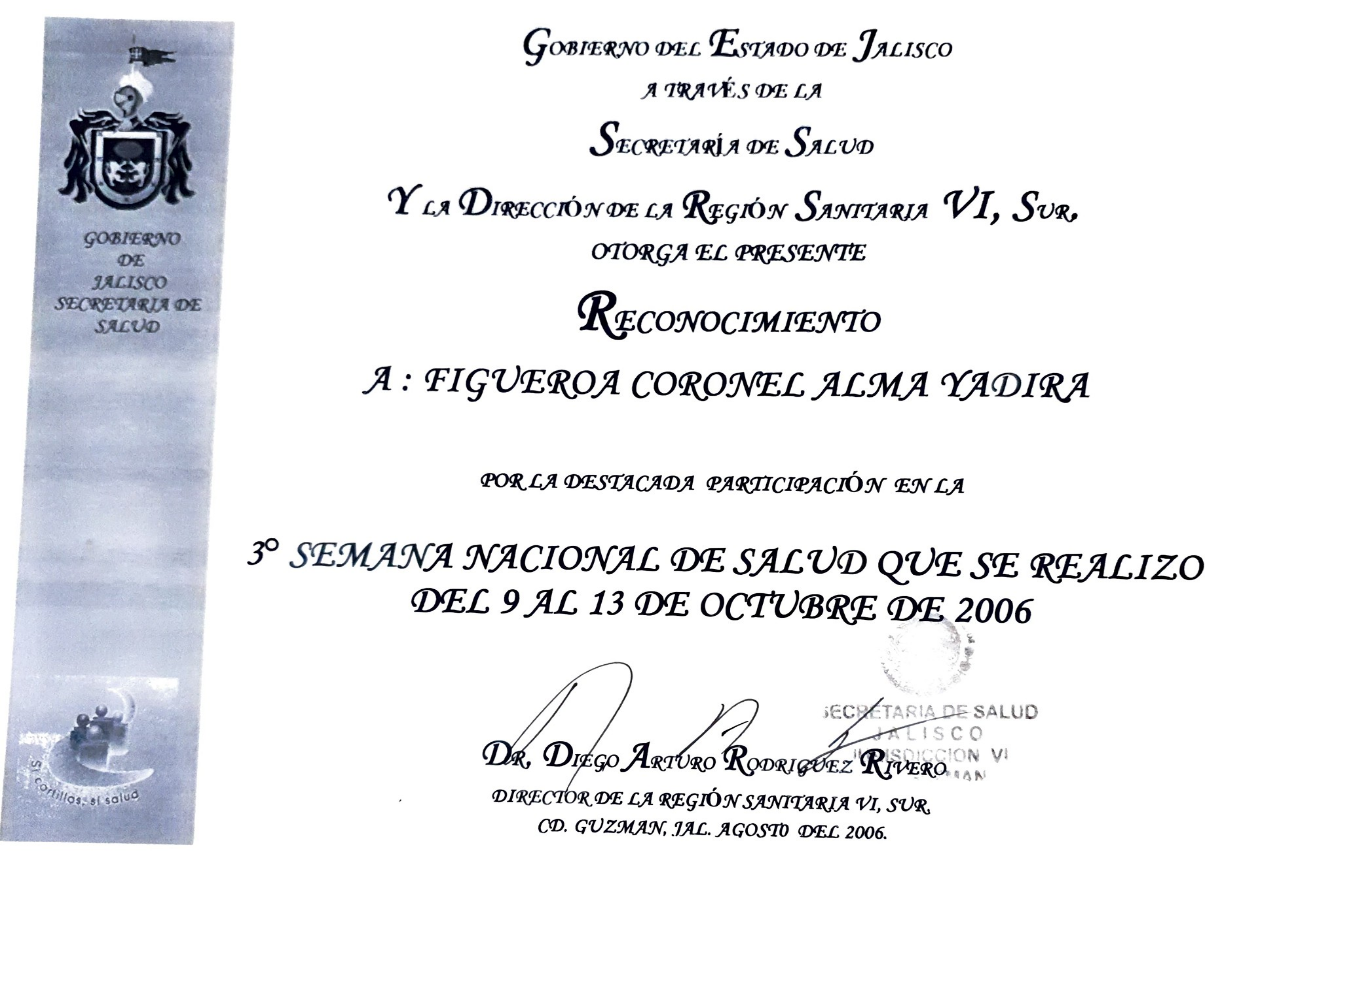 GOBIERNO DEL ESTADO DE JALISCO
A TRAVÉS DE LA
SECRETARÍA DE SALUD
Y LA DIRECCIÓN DE LA REGIÓN SANITARIA VI, SUR.
OTORGA EL PRESENTE
RECONOCIMIENTO
A : FIGUEROA CORONEL ALMA YADIRA
POR LA DESTACADA PARTICIPACIÓN EN LA
3° SEMANA NACIONAL DE SALUD QUE SE REALIZO
DEL 9 AL 13 DE OCTUBRE DE 2006
DR. DIEGO ARTURO RODRIGUEZ RIVERO.
DIRECTOR DE LA REGIÓN SANITARIA VI, SUR.
CD. GUZMAN, JAL. AGOSTO DEL 2006.
SECRETARIA DE SALUD
JALISCO
JURISDICCION VI
GOBIERNO
DE
JALISCO
SECRETARIA DE
SALUD